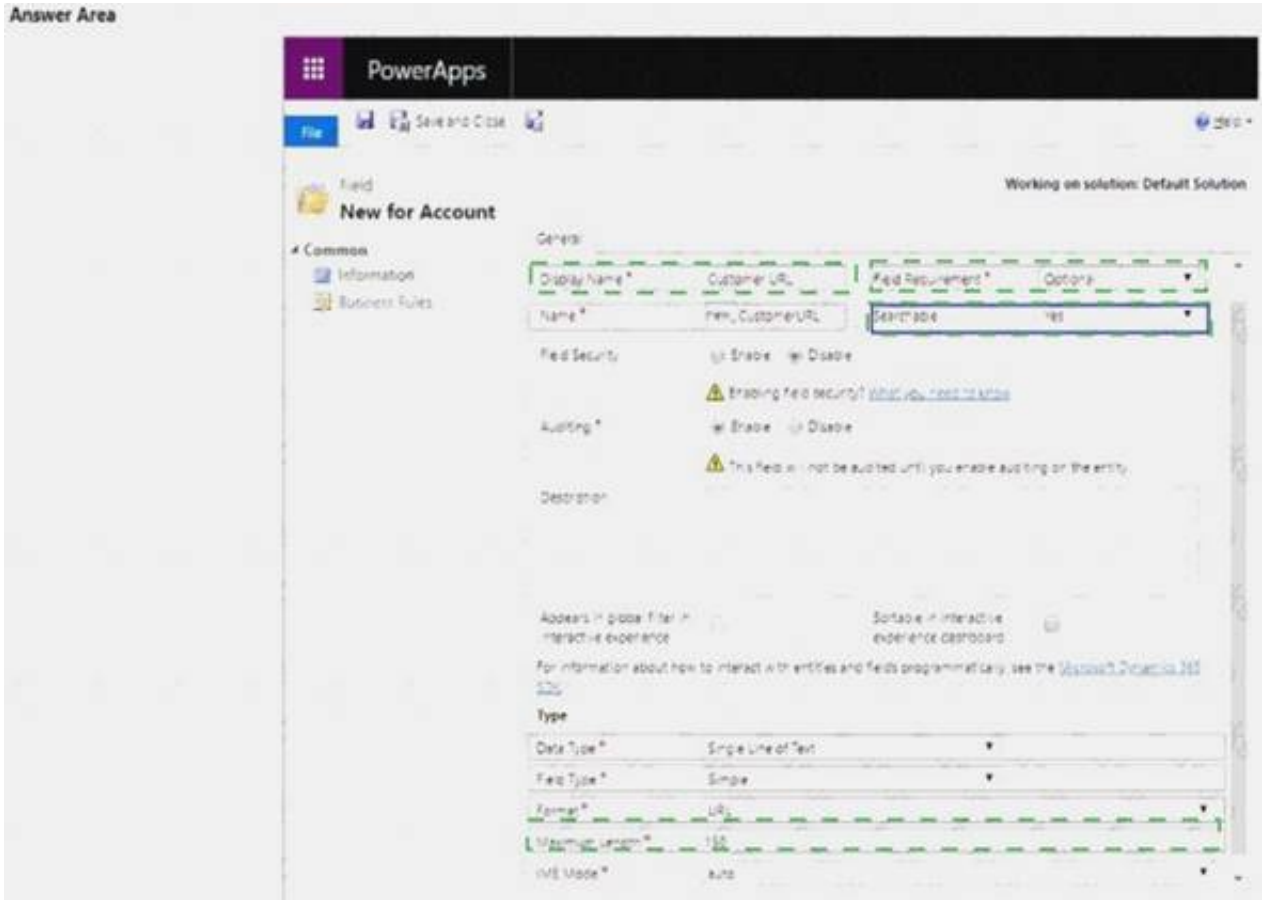 Answer Area
PowerApps
File
Save and Close
Help
Field
New for Account
Working on solution: Default Solution
Common
Information
Business Rules
General
Display Name * Customer URL
Field Requirement * Optional
Name * new_CustomerURL
Searchable Yes
Field Security Enable Disable
Enabling field security? What you need to know
Auditing * Enable Disable
This field will not be audited until you enable auditing on the entity
Description
Appears in global filter in
interactive experience
Sortable in interactive
experience dashboard
For information about how to interact with entities and fields programmatically, see the Microsoft Dynamics 365
SDK
Type
Data Type * Single Line of Text
Field Type * Simple
Format * URL
Maximum Length * 150
IME Mode * auto